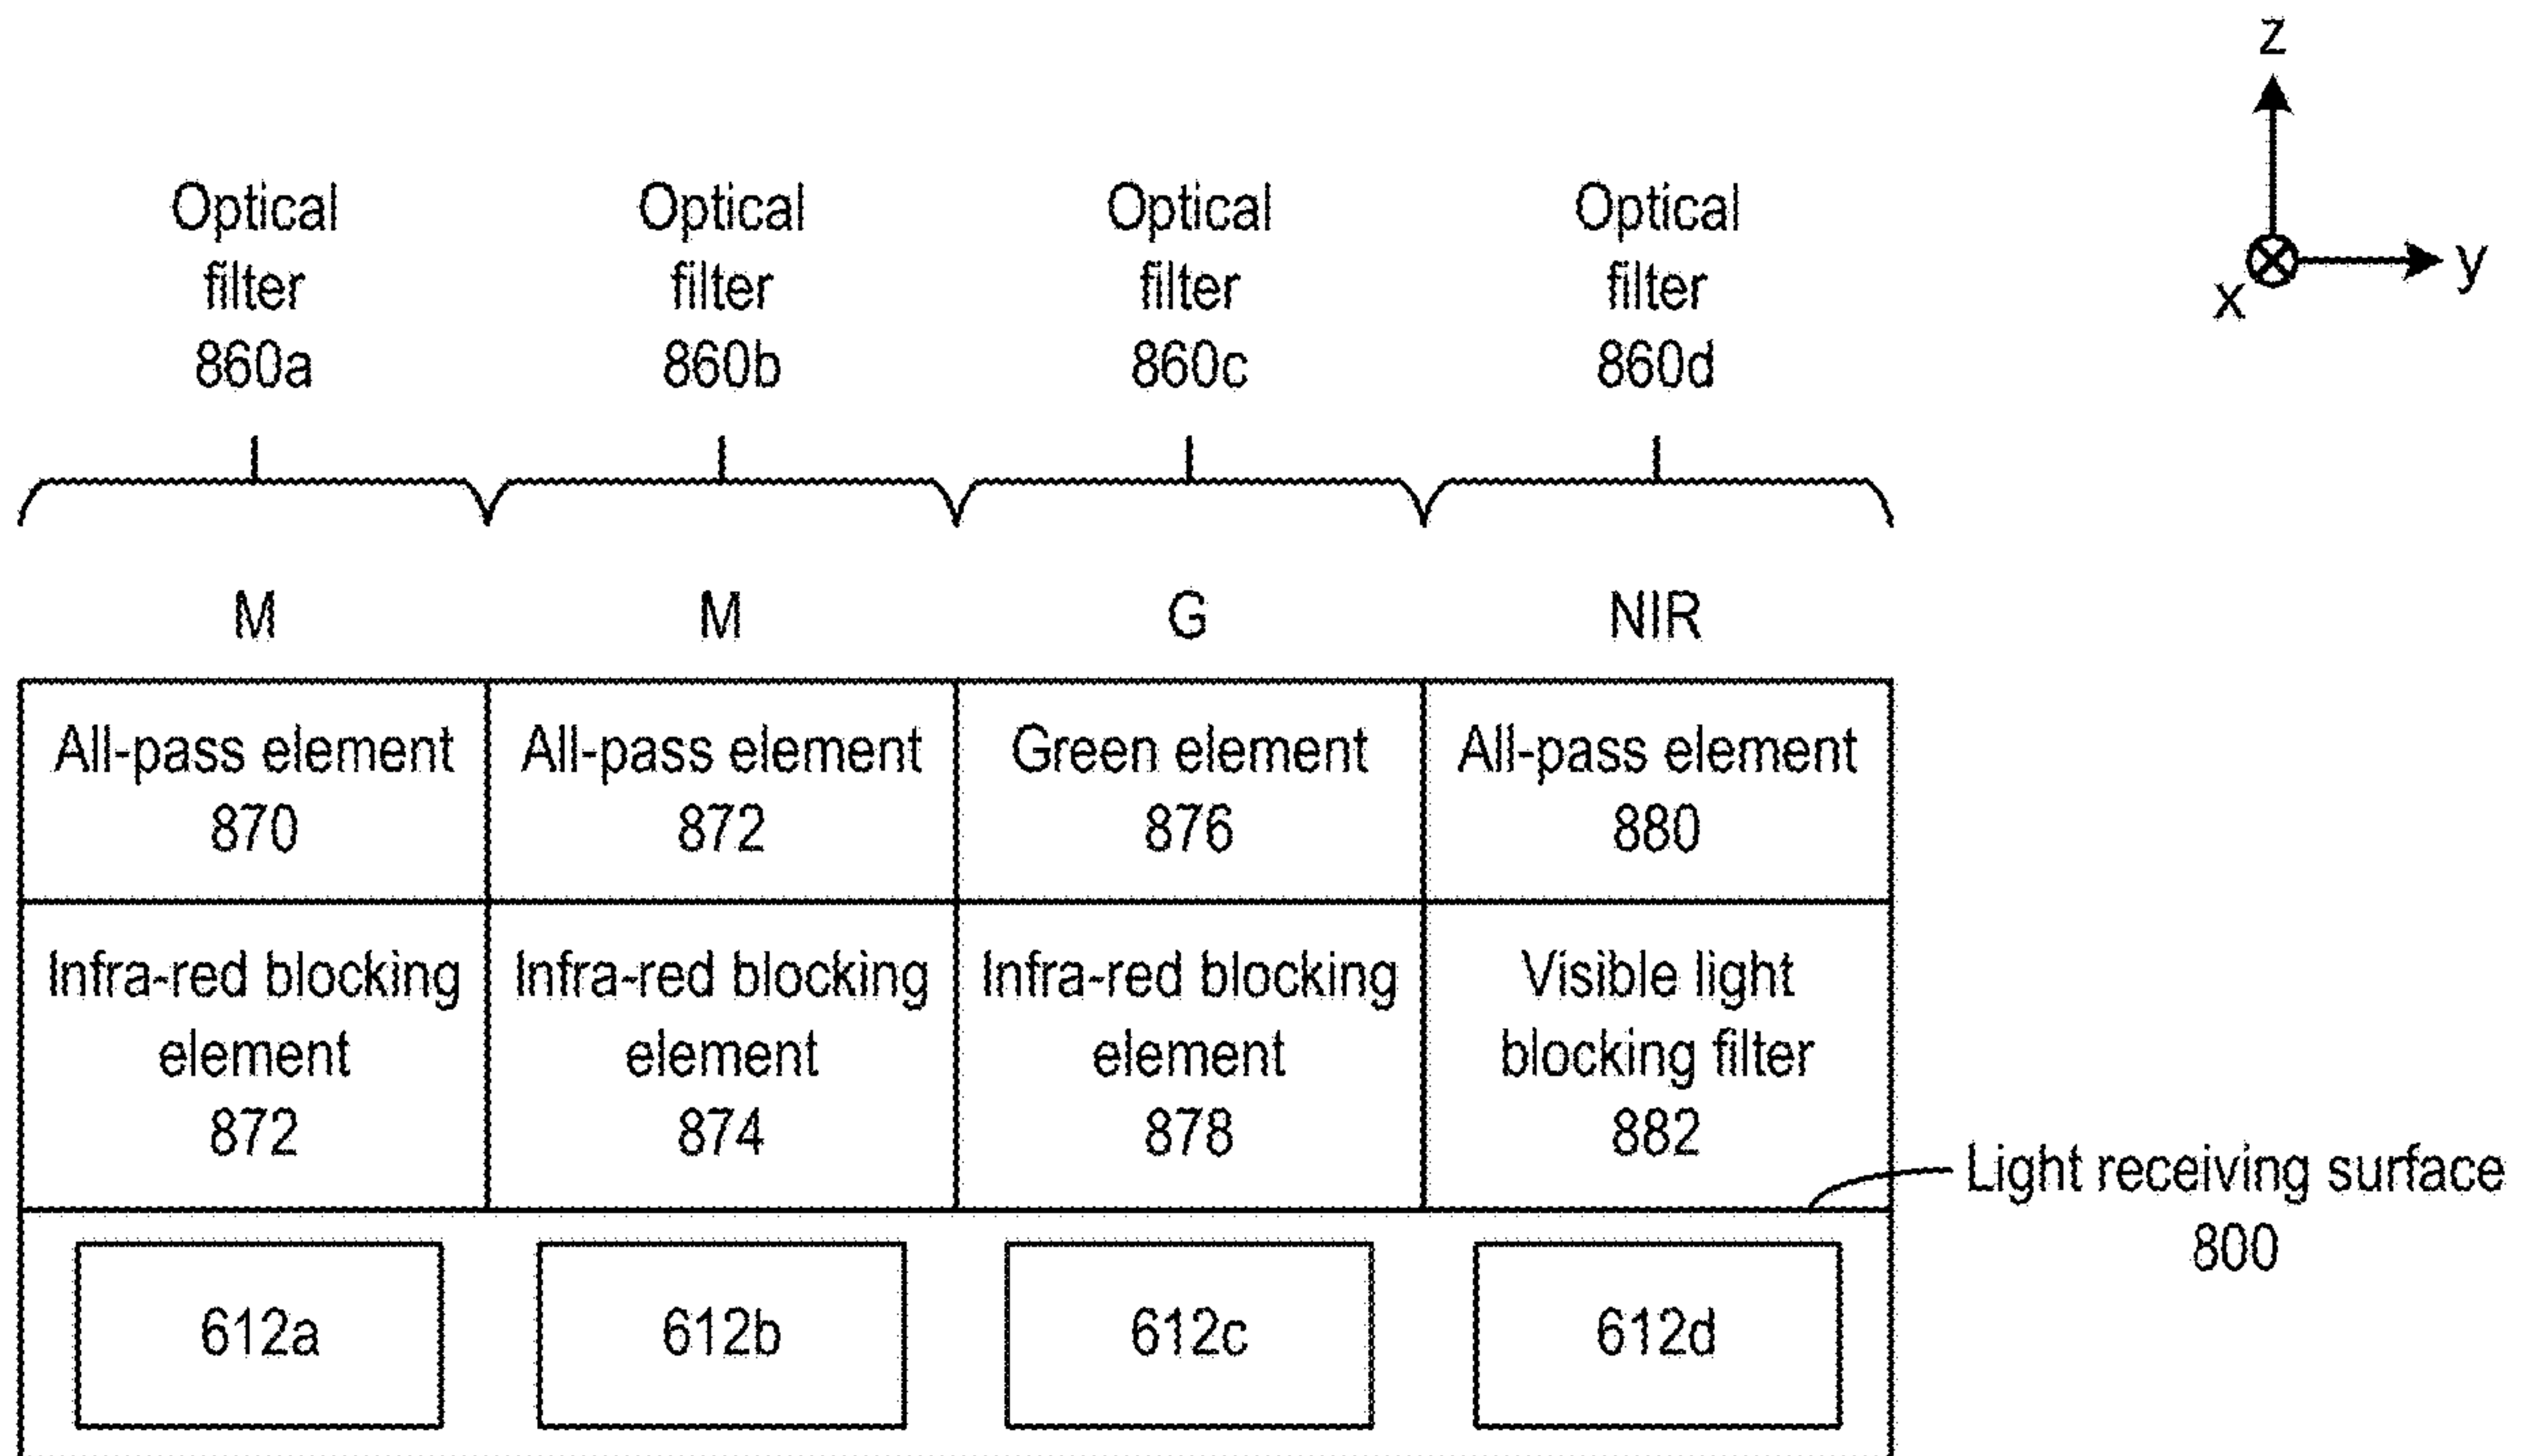 z
y
x
Optical
filter
860a
Optical
filter
860b
Optical
filter
860c
Optical
filter
860d
M
M
G
NIR
All-pass element
870
All-pass element
872
Green element
876
All-pass element
880
Infra-red blocking
element
872
Infra-red blocking
element
874
Infra-red blocking
element
878
Visible light
blocking filter
882
Light receiving surface
800
612a
612b
612c
612d